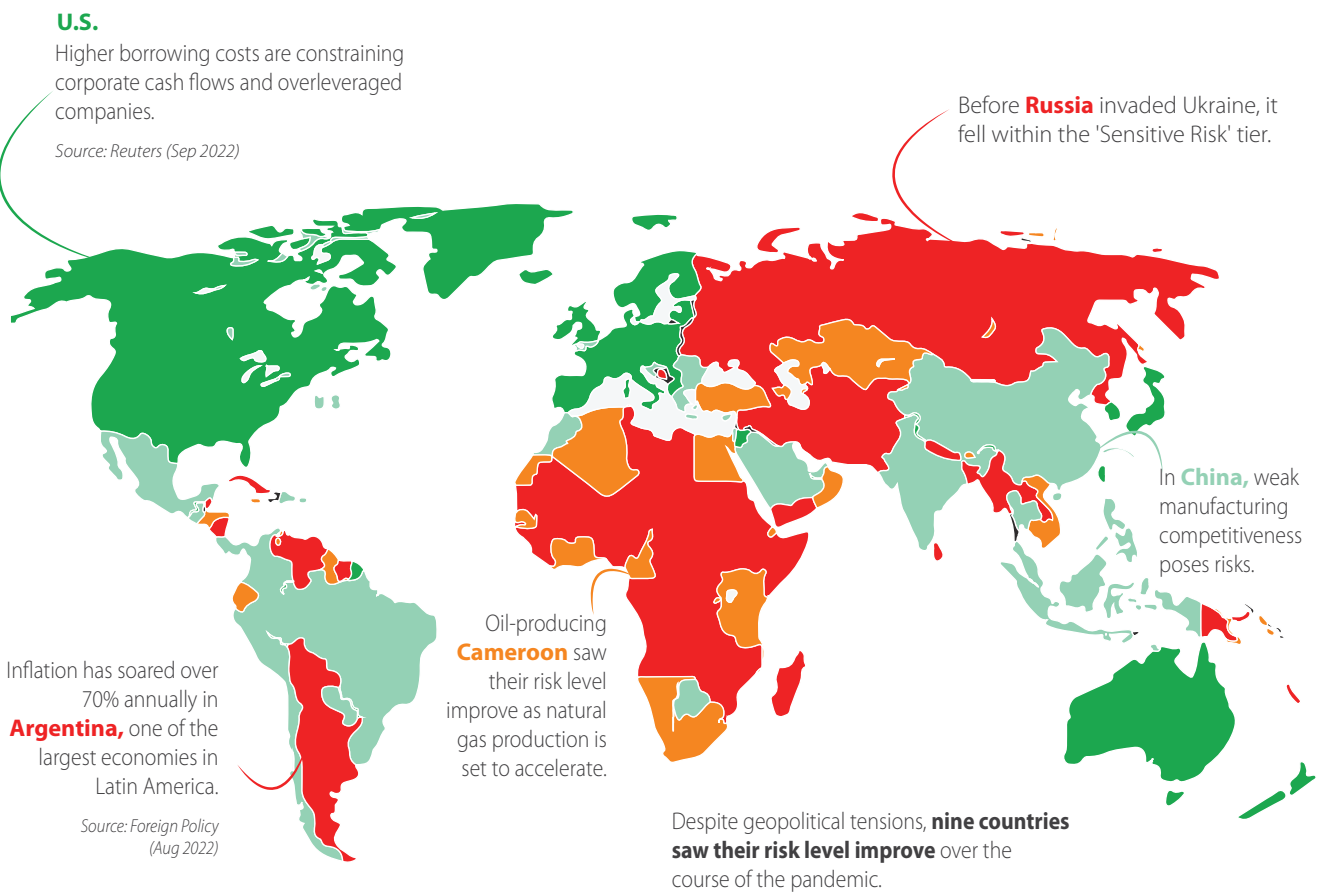 U.S.
Higher borrowing costs are constraining
corporate cash flows and overleveraged
companies.
Source: Reuters (Sep 2022)
Before Russia invaded Ukraine, it
fell within the 'Sensitive Risk' tier.
In China, weak
manufacturing
competitiveness
poses risks.
Oil-producing
Cameroon saw
their risk level
improve as natural
gas production is
set to accelerate.
Inflation has soared over
70% annually in
Argentina, one of the
largest economies in
Latin America.
Source: Foreign Policy
(Aug 2022)
Despite geopolitical tensions, nine countries
saw their risk level improve over the
course of the pandemic.